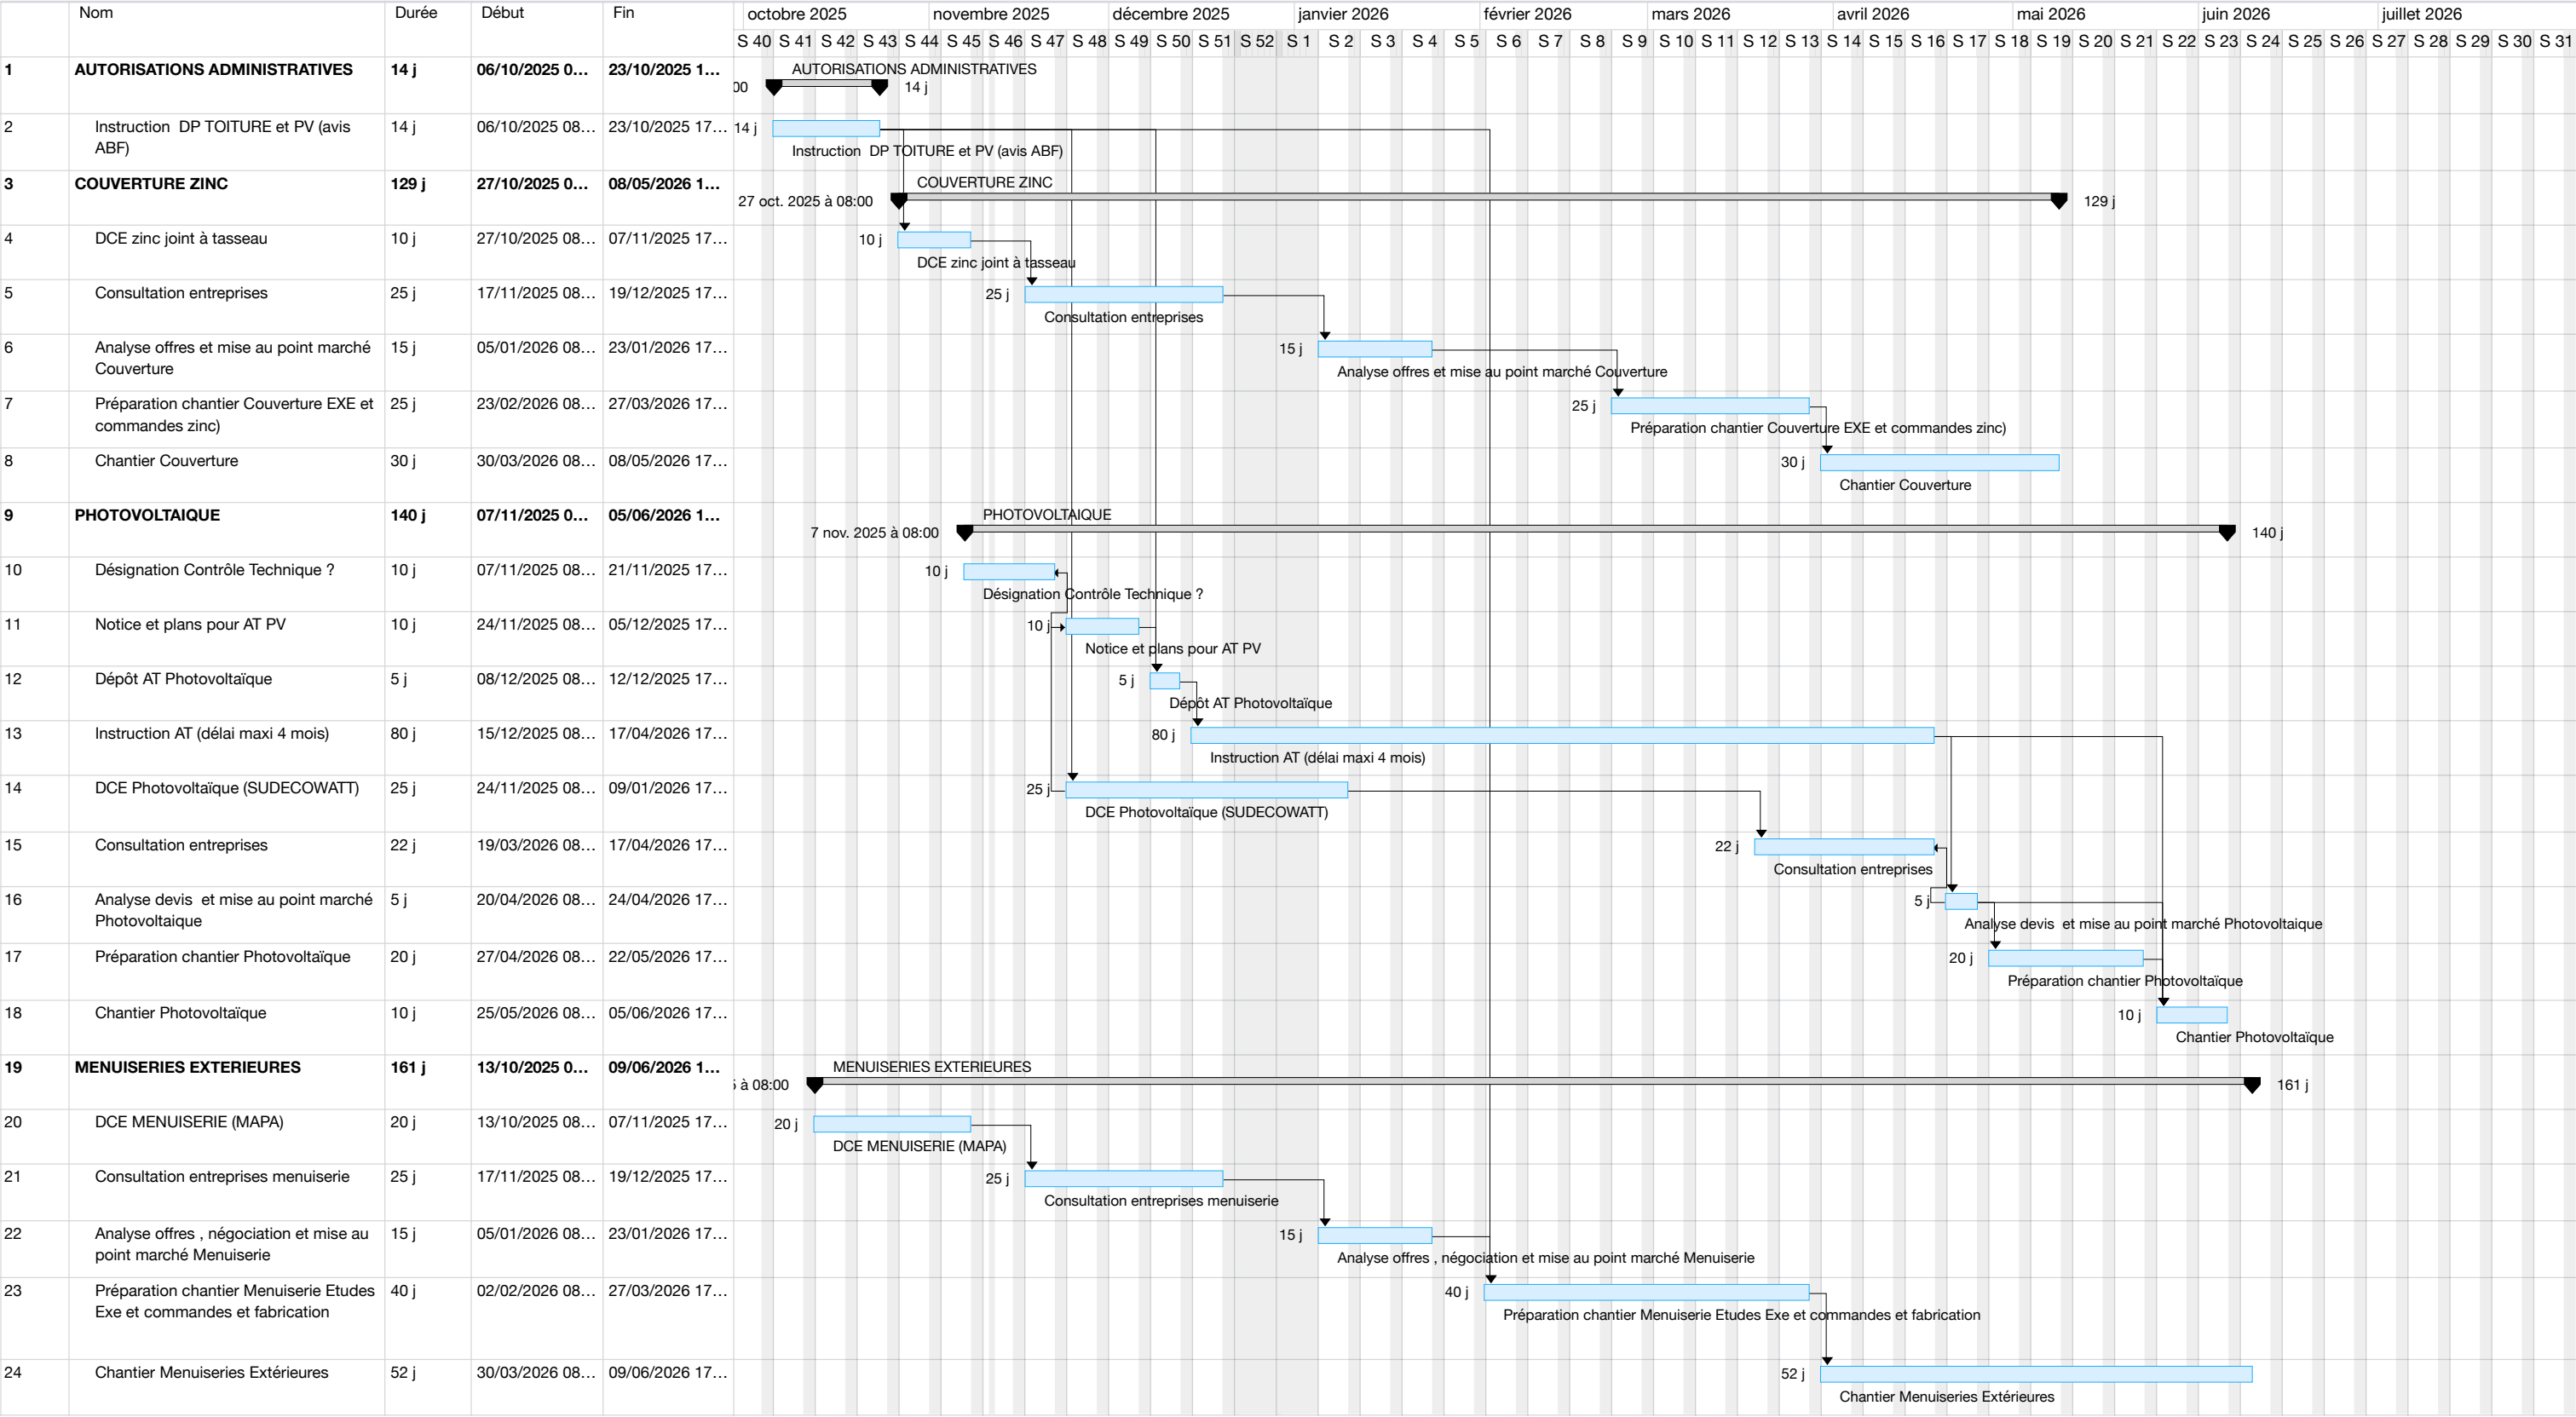 Nom Durée Début Fin
octobre 2025 novembre 2025 décembre 2025 janvier 2026 février 2026 mars 2026 avril 2026 mai 2026 juin 2026 juillet 2026
S 40 S 41 S 42 S 43 S 44 S 45 S 46 S 47 S 48 S 49 S 50 S 51 S 52 S 1 S 2 S 3 S 4 S 5 S 6 S 7 S 8 S 9 S 10 S 11 S 12 S 13 S 14 S 15 S 16 S 17 S 18 S 19 S 20 S 21 S 22 S 23 S 24 S 25 S 26 S 27 S 28 S 29 S 30 S 31
1 AUTORISATIONS ADMINISTRATIVES 14 j 06/10/2025 0... 23/10/2025 1...
AUTORISATIONS ADMINISTRATIVES
00 14 j
2 Instruction DP TOITURE et PV (avis 14 j 06/10/2025 08... 23/10/2025 17... 14 j
ABF)
Instruction DP TOITURE et PV (avis ABF)
3 COUVERTURE ZINC 129 j 27/10/2025 0... 08/05/2026 1...
COUVERTURE ZINC
27 oct. 2025 à 08:00 129 j
4 DCE zinc joint à tasseau 10 j 27/10/2025 08... 07/11/2025 17... 10 j
DCE zinc joint à tasseau
5 Consultation entreprises 25 j 17/11/2025 08... 19/12/2025 17... 25 j
Consultation entreprises
6 Analyse offres et mise au point marché 15 j 05/01/2026 08... 23/01/2026 17... 15 j
Couverture
Analyse offres et mise au point marché Couverture
7 Préparation chantier Couverture EXE et 25 j 23/02/2026 08... 27/03/2026 17... 25 j
commandes zinc)
Préparation chantier Couverture EXE et commandes zinc)
8 Chantier Couverture 30 j 30/03/2026 08... 08/05/2026 17... 30 j
Chantier Couverture
9 PHOTOVOLTAIQUE 140 j 07/11/2025 0... 05/06/2026 1...
PHOTOVOLTAIQUE
7 nov. 2025 à 08:00 140 j
10 Désignation Contrôle Technique ? 10 j 07/11/2025 08... 21/11/2025 17... 10 j
Désignation Contrôle Technique ?
11 Notice et plans pour AT PV 10 j 24/11/2025 08... 05/12/2025 17... 10 j
Notice et plans pour AT PV
12 Dépôt AT Photovoltaïque 5 j 08/12/2025 08... 12/12/2025 17... 5 j
Dépôt AT Photovoltaïque
13 Instruction AT (délai maxi 4 mois) 80 j 15/12/2025 08... 17/04/2026 17... 80 j
Instruction AT (délai maxi 4 mois)
14 DCE Photovoltaïque (SUDECOWATT) 25 j 24/11/2025 08... 09/01/2026 17... 25 j
DCE Photovoltaïque (SUDECOWATT)
15 Consultation entreprises 22 j 19/03/2026 08... 17/04/2026 17... 22 j
Consultation entreprises
16 Analyse devis et mise au point marché 5 j 20/04/2026 08... 24/04/2026 17... 5 j
Photovoltaique
Analyse devis et mise au point marché Photovoltaique
17 Préparation chantier Photovoltaïque 20 j 27/04/2026 08... 22/05/2026 17... 20 j
Préparation chantier Photovoltaïque
18 Chantier Photovoltaïque 10 j 25/05/2026 08... 05/06/2026 17... 10 j
Chantier Photovoltaïque
19 MENUISERIES EXTERIEURES 161 j 13/10/2025 0... 09/06/2026 1...
MENUISERIES EXTERIEURES
à 08:00 161 j
20 DCE MENUISERIE (MAPA) 20 j 13/10/2025 08... 07/11/2025 17... 20 j
DCE MENUISERIE (MAPA)
21 Consultation entreprises menuiserie 25 j 17/11/2025 08... 19/12/2025 17... 25 j
Consultation entreprises menuiserie
22 Analyse offres , négociation et mise au 15 j 05/01/2026 08... 23/01/2026 17... 15 j
point marché Menuiserie
Analyse offres , négociation et mise au point marché Menuiserie
23 Préparation chantier Menuiserie Etudes 40 j 02/02/2026 08... 27/03/2026 17... 40 j
Exe et commandes et fabrication
Préparation chantier Menuiserie Etudes Exe et commandes et fabrication
24 Chantier Menuiseries Extérieures 52 j 30/03/2026 08... 09/06/2026 17... 52 j
Chantier Menuiseries Extérieures